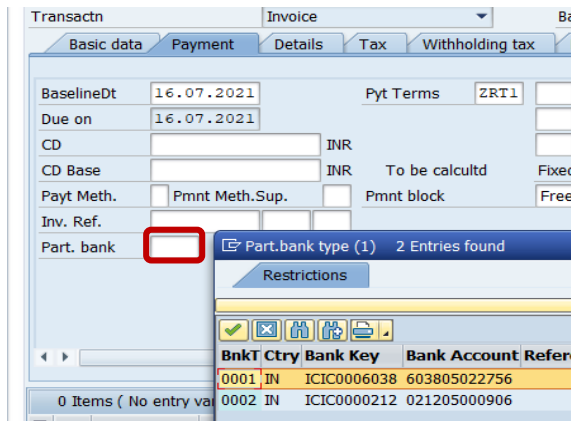 Transactn Invoice Ba
Basic data Payment Details Tax Withholding tax
BaselineDt 16.07.2021 Pyt Terms ZRT1
Due on 16.07.2021
CD INR
CD Base INR To be calcultd Fixed
Payt Meth. Pmnt Meth.Sup. Pmnt block Free
Inv. Ref.
Part. bank
Part.bank type (1) 2 Entries found
Restrictions
BnkT Ctry Bank Key Bank Account Refere
0001 IN ICIC0006038 603805022756
0002 IN ICIC0000212 021205000906
0 Items ( No entry var